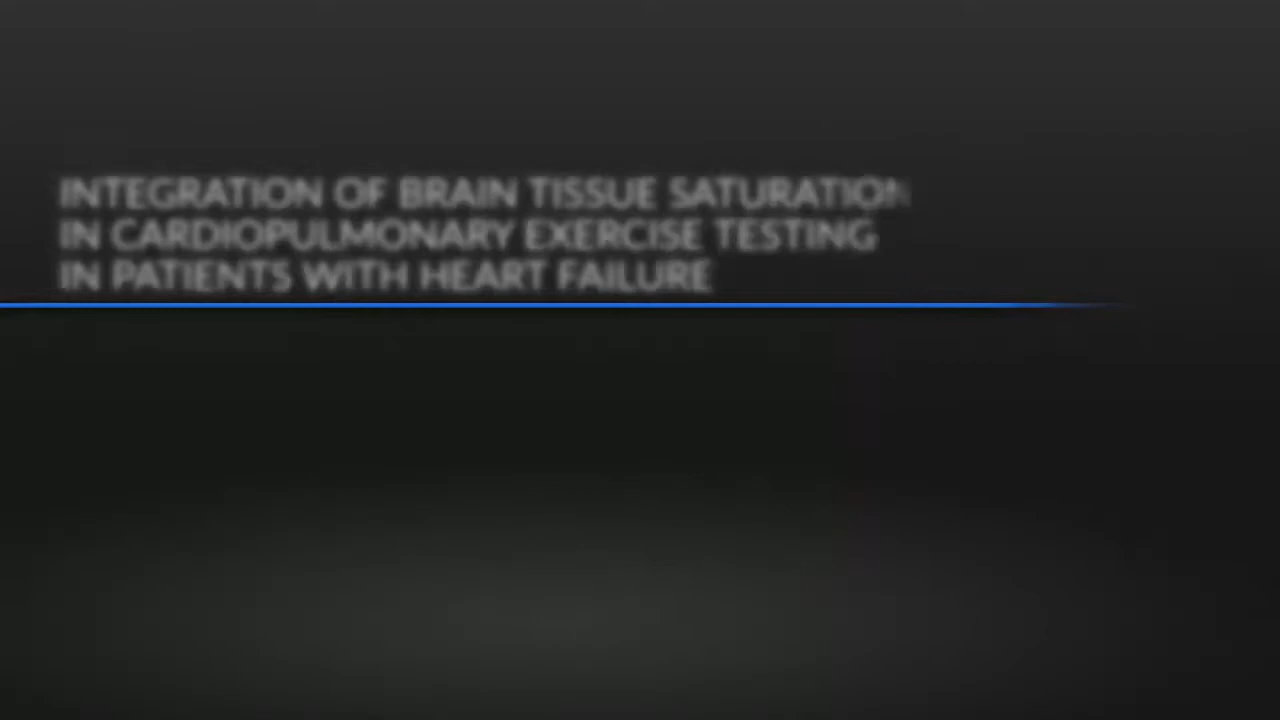 INTEGRATION OF BRAIN TISSUE SATURATION
IN CARDIOPULMONARY EXERCISE TESTING
IN PATIENTS WITH HEART FAILURE